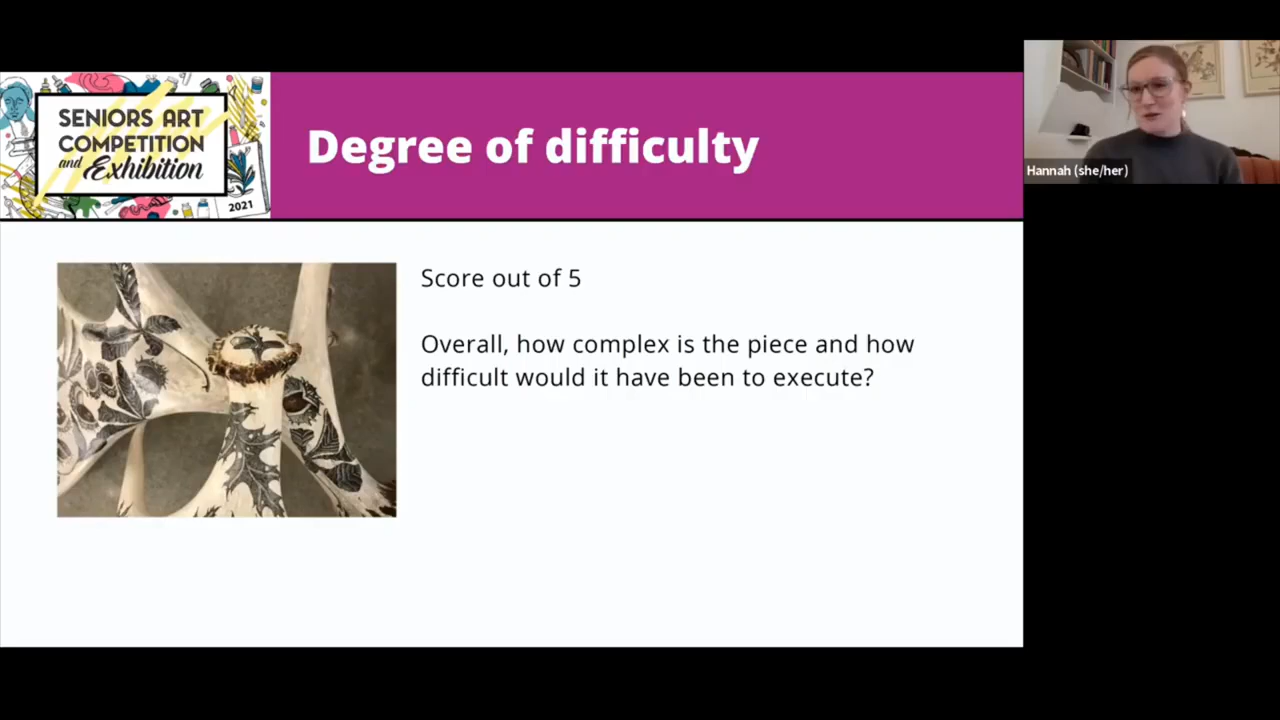 SENIORS ART
COMPETITION
and Exhibition
2021
Degree of difficulty
Hannah (she/her)
Score out of 5
Overall, how complex is the piece and how
difficult would it have been to execute?